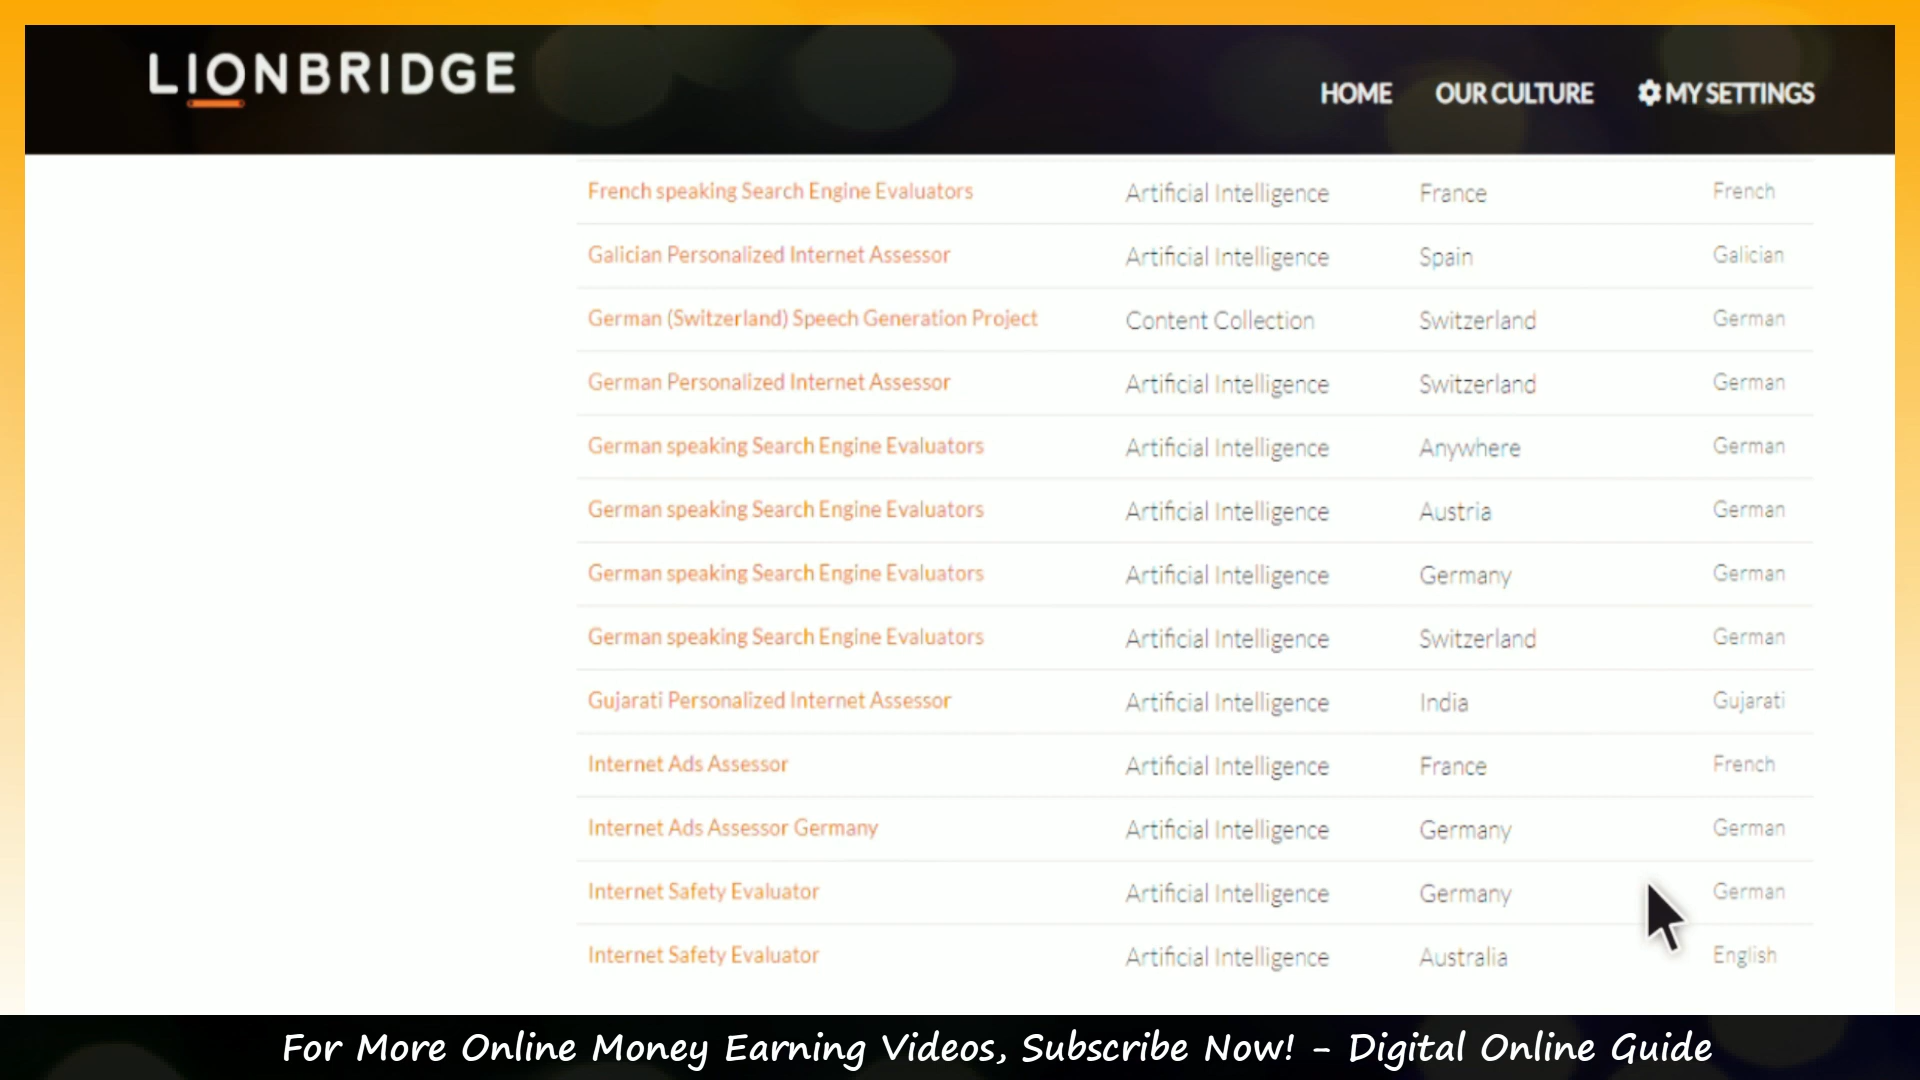 LIONBRIDGE
HOME OUR CULTURE MY SETTINGS
French speaking Search Engine Evaluators Artificial Intelligence France French
Galician Personalized Internet Assessor Artificial Intelligence Spain Galician
German (Switzerland) Speech Generation Project Content Collection Switzerland German
German Personalized Internet Assessor Artificial Intelligence Switzerland German
German speaking Search Engine Evaluators Artificial Intelligence Anywhere German
German speaking Search Engine Evaluators Artificial Intelligence Austria German
German speaking Search Engine Evaluators Artificial Intelligence Germany German
German speaking Search Engine Evaluators Artificial Intelligence Switzerland German
Gujarati Personalized Internet Assessor Artificial Intelligence India Gujarati
Internet Ads Assessor Artificial Intelligence France French
Internet Ads Assessor Germany Artificial Intelligence Germany German
Internet Safety Evaluator Artificial Intelligence Germany German
Internet Safety Evaluator Artificial Intelligence Australia English
For More Online Money Earning Videos, Subscribe Now! - Digital Online Guide